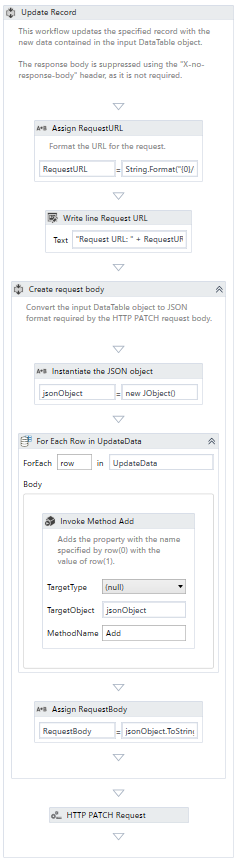 Update Record
This workflow updates the specified record with the
new data contained in the input DataTable object.
The response body is suppressed using the "X-no-
response-body" header, as it is not required.
A*B Assign RequestURL
Format the URL for the request.
RequestURL = String.Format("{0}/
Write line Request URL
Text "Request URL: " + RequestUR
Create request body
Convert the input DataTable object to JSON
format required by the HTTP PATCH request body.
A*B Instantiate the JSON object
jsonObject = new JObject()
For Each Row in UpdateData
ForEach row in UpdateData
Body
Invoke Method Add
Adds the property with the name
specified by row(0) with the
value of row(1).
TargetType (null)
TargetObject jsonObject
MethodName Add
A*B Assign RequestBody
RequestBody = jsonObject.ToString
HTTP PATCH Request